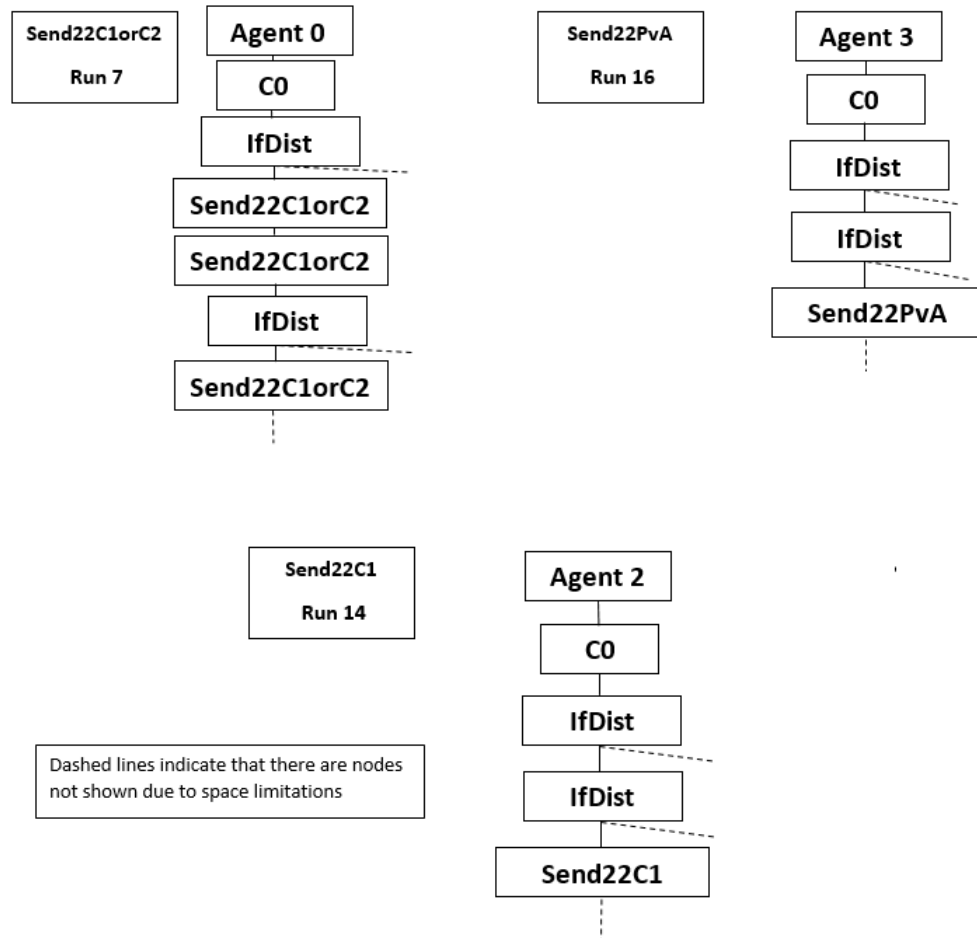 Send22C1orC2
Run 7
Agent 0
C0
IfDist
Send22C1orC2
Send22C1orC2
IfDist
Send22C1orC2
Send22PvA
Run 16
Agent 3
C0
IfDist
IfDist
Send22PvA
Send22C1
Run 14
Agent 2
C0
IfDist
IfDist
Send22C1
Dashed lines indicate that there are nodes
not shown due to space limitations